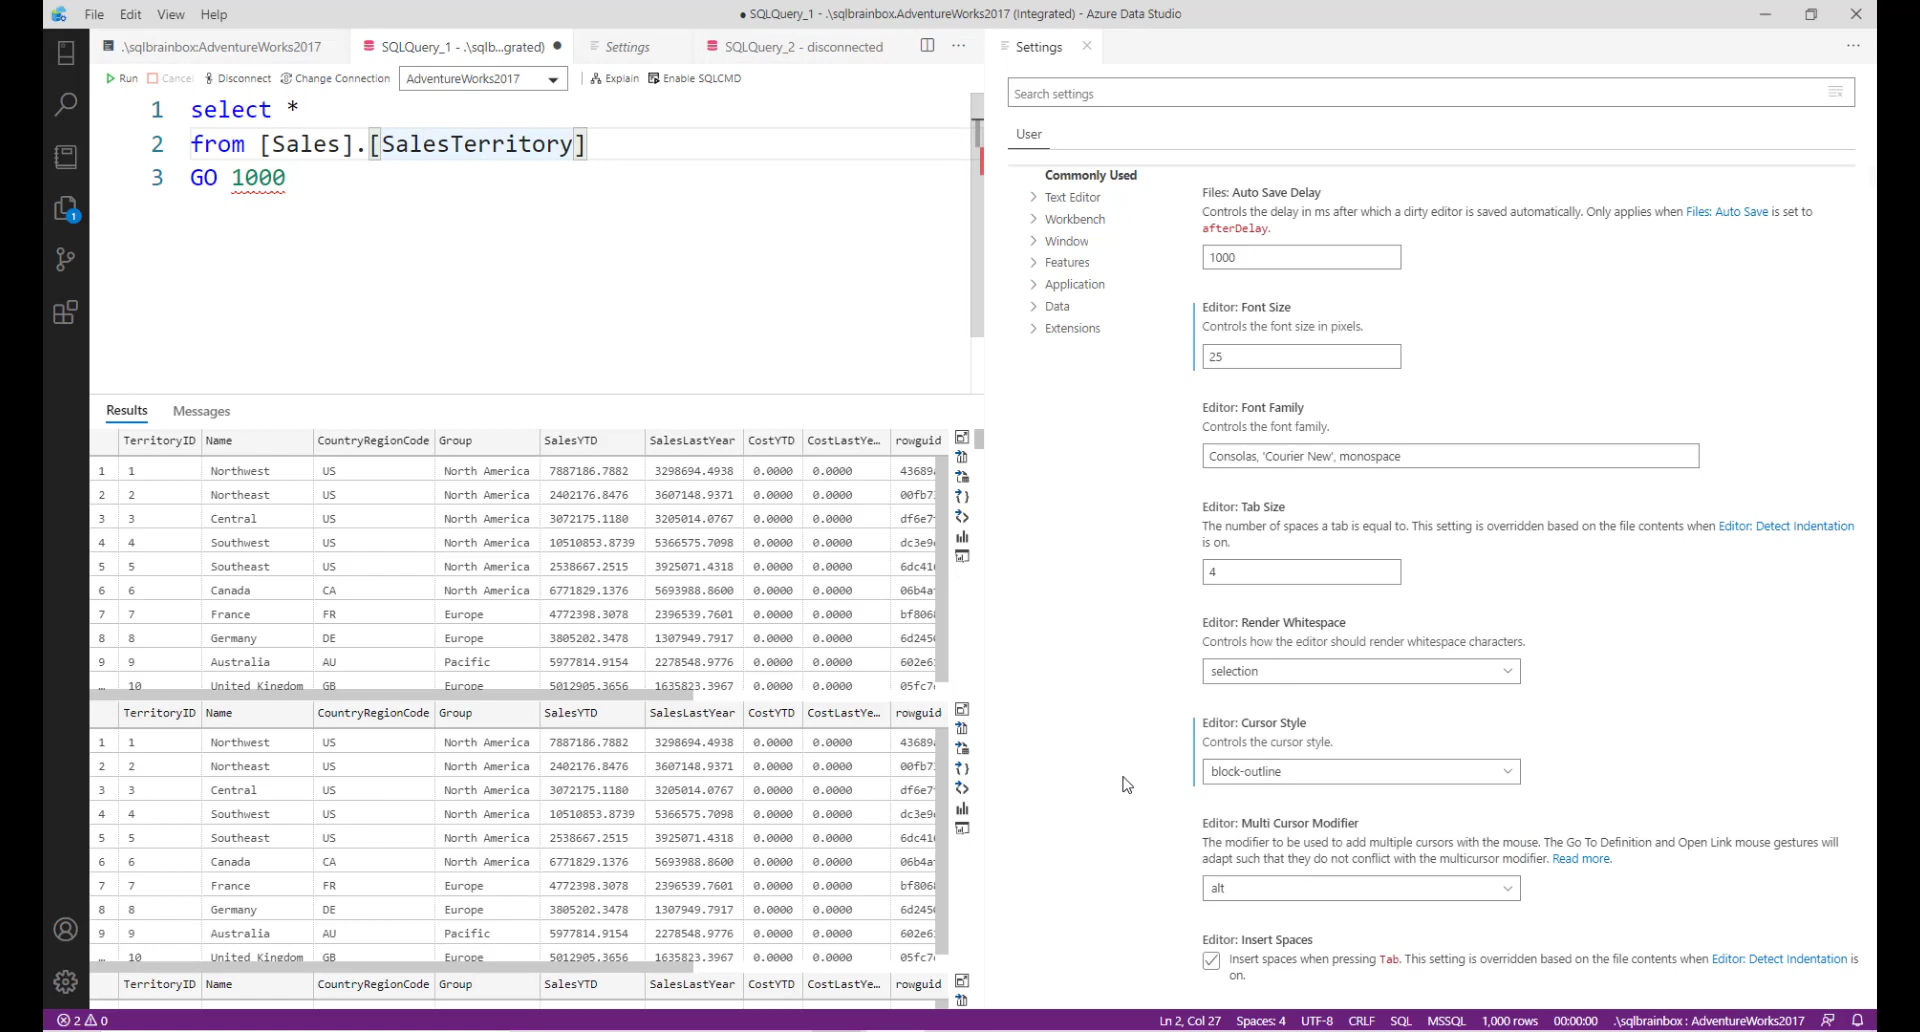 File Edit View Help
● SQLQuery_1 - .\sqlbrainbox.AdventureWorks2017 (Integrated) - Azure Data Studio
.\sqlbrainbox:AdventureWorks2017
SQLQuery_1 - .\sqlb...grated) ●
Settings
SQLQuery_2 - disconnected
Run Cancel Disconnect Change Connection AdventureWorks2017 Explain Enable SQLCMD
1 select *
2 from [Sales].[SalesTerritory]
3 GO 1000
1
Results Messages
TerritoryID Name CountryRegionCode Group SalesYTD SalesLastYear CostYTD CostLastYe... rowguid
1 1 Northwest US North America 7887186.7882 3298694.4938 0.0000 0.0000 43689
2 2 Northeast US North America 2402176.8476 3607148.9371 0.0000 0.0000 00fb7
3 3 Central US North America 3072175.1180 3205014.0767 0.0000 0.0000 df6e7
4 4 Southwest US North America 10510853.8739 5366575.7098 0.0000 0.0000 dc3e9
5 5 Southeast US North America 2538667.2515 3925071.4318 0.0000 0.0000 6dc41
6 6 Canada CA North America 6771829.1376 5693988.8600 0.0000 0.0000 06b4a
7 7 France FR Europe 4772398.3078 2396539.7601 0.0000 0.0000 bf806
8 8 Germany DE Europe 3805202.3478 1307949.7917 0.0000 0.0000 6d245
9 9 Australia AU Pacific 5977814.9154 2278548.9776 0.0000 0.0000 602e6
... 10 United Kingdom GB Europe 5012905.3656 1635823.3967 0.0000 0.0000 05fc7
TerritoryID Name CountryRegionCode Group SalesYTD SalesLastYear CostYTD CostLastYe... rowguid
1 1 Northwest US North America 7887186.7882 3298694.4938 0.0000 0.0000 43689
2 2 Northeast US North America 2402176.8476 3607148.9371 0.0000 0.0000 00fb7
3 3 Central US North America 3072175.1180 3205014.0767 0.0000 0.0000 df6e7
4 4 Southwest US North America 10510853.8739 5366575.7098 0.0000 0.0000 dc3e9
5 5 Southeast US North America 2538667.2515 3925071.4318 0.0000 0.0000 6dc41
6 6 Canada CA North America 6771829.1376 5693988.8600 0.0000 0.0000 06b4a
7 7 France FR Europe 4772398.3078 2396539.7601 0.0000 0.0000 bf806
8 8 Germany DE Europe 3805202.3478 1307949.7917 0.0000 0.0000 6d245
9 9 Australia AU Pacific 5977814.9154 2278548.9776 0.0000 0.0000 602e6
... 10 United Kingdom GB Europe 5012905.3656 1635823.3967 0.0000 0.0000 05fc7
TerritoryID Name CountryRegionCode Group SalesYTD SalesLastYear CostYTD CostLastYe... rowguid
Settings
Search settings
User
Commonly Used
Text Editor
Workbench
Window
Features
Application
Data
Extensions
Files: Auto Save Delay
Controls the delay in ms after which a dirty editor is saved automatically. Only applies when Files: Auto Save is set to
afterDelay.
1000
Editor: Font Size
Controls the font size in pixels.
25
Editor: Font Family
Controls the font family.
Consolas, 'Courier New', monospace
Editor: Tab Size
The number of spaces a tab is equal to. This setting is overridden based on the file contents when Editor: Detect Indentation
is on.
4
Editor: Render Whitespace
Controls how the editor should render whitespace characters.
selection
Editor: Cursor Style
Controls the cursor style.
block-outline
Editor: Multi Cursor Modifier
The modifier to be used to add multiple cursors with the mouse. The Go To Definition and Open Link mouse gestures will
adapt such that they do not conflict with the multicursor modifier. Read more.
alt
Editor: Insert Spaces
Insert spaces when pressing Tab. This setting is overridden based on the file contents when Editor: Detect Indentation is
on.
2 0
Ln 2, Col 27 Spaces: 4 UTF-8 CRLF SQL MSSQL 1,000 rows 00:00:00 .\sqlbrainbox : AdventureWorks2017